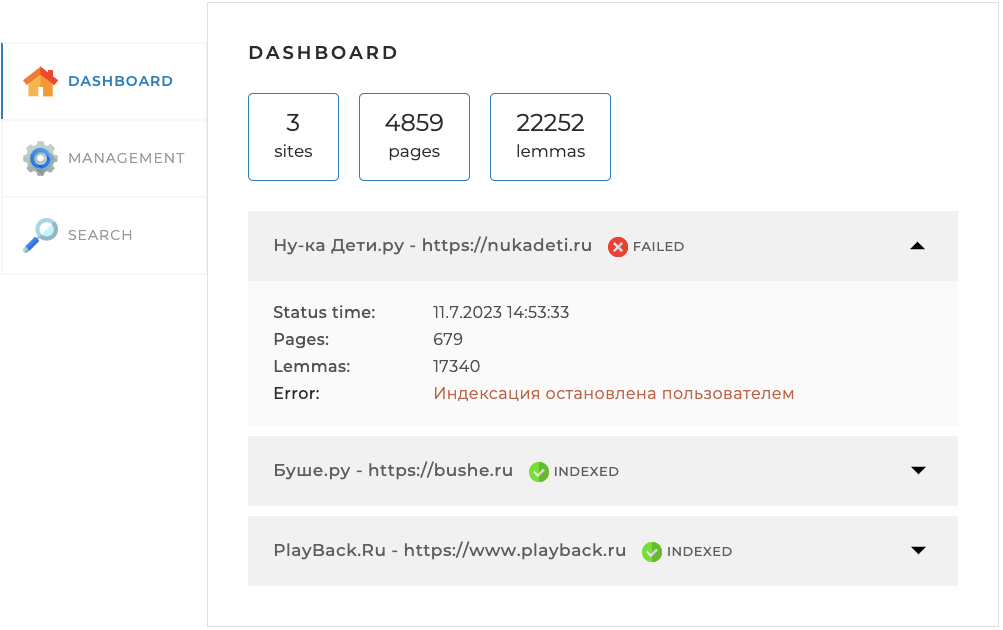 DASHBOARD
MANAGEMENT
SEARCH
DASHBOARD
3
sites
4859
pages
22252
lemmas
Ну-ка Дети.ру - https://nukadeti.ru FAILED
Status time: 11.7.2023 14:53:33
Pages: 679
Lemmas: 17340
Error: Индексация остановлена пользователем
Буше.ру - https://bushe.ru INDEXED
PlayBack.Ru - https://www.playback.ru INDEXED